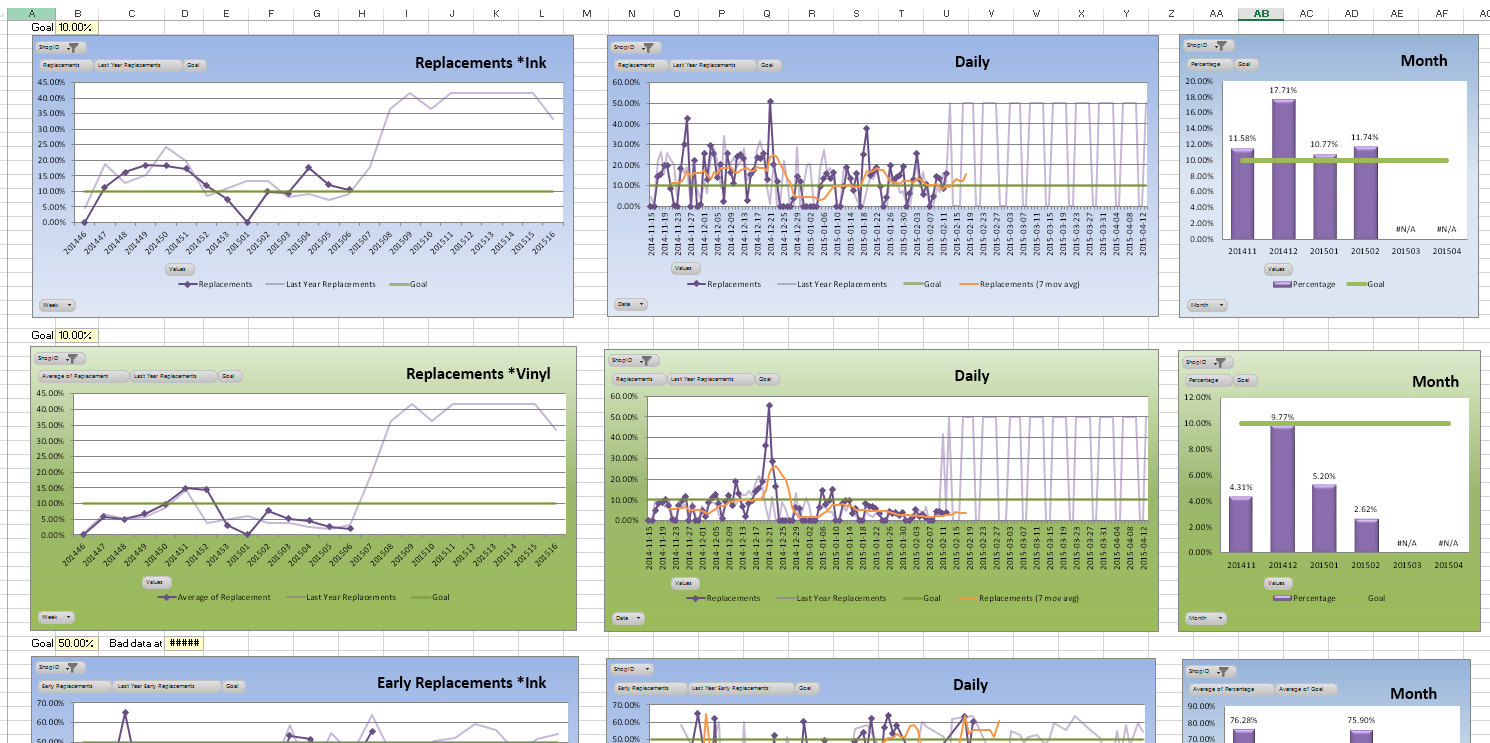 A B C D E F G H I J K L M N O P Q R S T U V W X Y Z AA AB AC AD AE AF AG
Goal 10.00%
ShopID
Replacements Last Year Replacements Goal
Replacements *Ink
45.00%
40.00%
35.00%
30.00%
25.00%
20.00%
15.00%
10.00%
5.00%
0.00%
201446 201447 201448 201449 201450 201451 201452 201453 201501 201502 201503 201504 201505 201506 201507 201508 201509 201510 201511 201512 201513 201514 201515 201516
Values
Replacements Last Year Replacements Goal
Week
ShopID
Replacements Last Year Replacements Goal
Daily
60.00%
50.00%
40.00%
30.00%
20.00%
10.00%
0.00%
2014-11-15 2014-11-19 2014-11-23 2014-11-27 2014-12-01 2014-12-05 2014-12-09 2014-12-13 2014-12-17 2014-12-21 2014-12-25 2014-12-29 2015-01-02 2015-01-06 2015-01-10 2015-01-14 2015-01-18 2015-01-22 2015-01-26 2015-01-30 2015-02-03 2015-02-07 2015-02-11 2015-02-15 2015-02-19 2015-02-23 2015-02-27 2015-03-03 2015-03-07 2015-03-11 2015-03-15 2015-03-19 2015-03-23 2015-03-27 2015-03-31 2015-04-04 2015-04-08 2015-04-12
Values
Replacements Last Year Replacements Goal Replacements (7 mov avg)
Date
ShopID
Percentage Goal
Month
20.00%
18.00%
16.00%
14.00%
12.00%
10.00%
8.00%
6.00%
4.00%
2.00%
0.00%
11.58% 17.71% 10.77% 11.74% #N/A #N/A
201411 201412 201501 201502 201503 201504
Values
Percentage Goal
Month
Goal 10.00%
ShopID
Average of Replacement Last Year Replacements Goal
Replacements *Vinyl
45.00%
40.00%
35.00%
30.00%
25.00%
20.00%
15.00%
10.00%
5.00%
0.00%
201446 201447 201448 201449 201450 201451 201452 201453 201501 201502 201503 201504 201505 201506 201507 201508 201509 201510 201511 201512 201513 201514 201515 201516
Values
Average of Replacement Last Year Replacements Goal
Week
ShopID
Replacements Last Year Replacements Goal
Daily
60.00%
50.00%
40.00%
30.00%
20.00%
10.00%
0.00%
2014-11-15 2014-11-19 2014-11-23 2014-11-27 2014-12-01 2014-12-05 2014-12-09 2014-12-13 2014-12-17 2014-12-21 2014-12-25 2014-12-29 2015-01-02 2015-01-06 2015-01-10 2015-01-14 2015-01-18 2015-01-22 2015-01-26 2015-01-30 2015-02-03 2015-02-07 2015-02-11 2015-02-15 2015-02-19 2015-02-23 2015-02-27 2015-03-03 2015-03-07 2015-03-11 2015-03-15 2015-03-19 2015-03-23 2015-03-27 2015-03-31 2015-04-04 2015-04-08 2015-04-12
Values
Replacements Last Year Replacements Goal Replacements (7 mov avg)
Date
ShopID
Percentage Goal
Month
12.00%
10.00%
8.00%
6.00%
4.00%
2.00%
0.00%
4.31% 9.77% 5.20% 2.62% #N/A #N/A
201411 201412 201501 201502 201503 201504
Values
Percentage Goal
Month
Goal 50.00% Bad data at #####
ShopID
Early Replacements Last Year Early Replacements Goal
Early Replacements *Ink
70.00%
60.00%
50.00%
ShopID
Early Replacements Last Year Early Replacements Goal
Daily
70.00%
60.00%
50.00%
ShopID
Average of Percentage Average of Goal
Month
90.00%
80.00%
70.00%
76.28% 75.90%